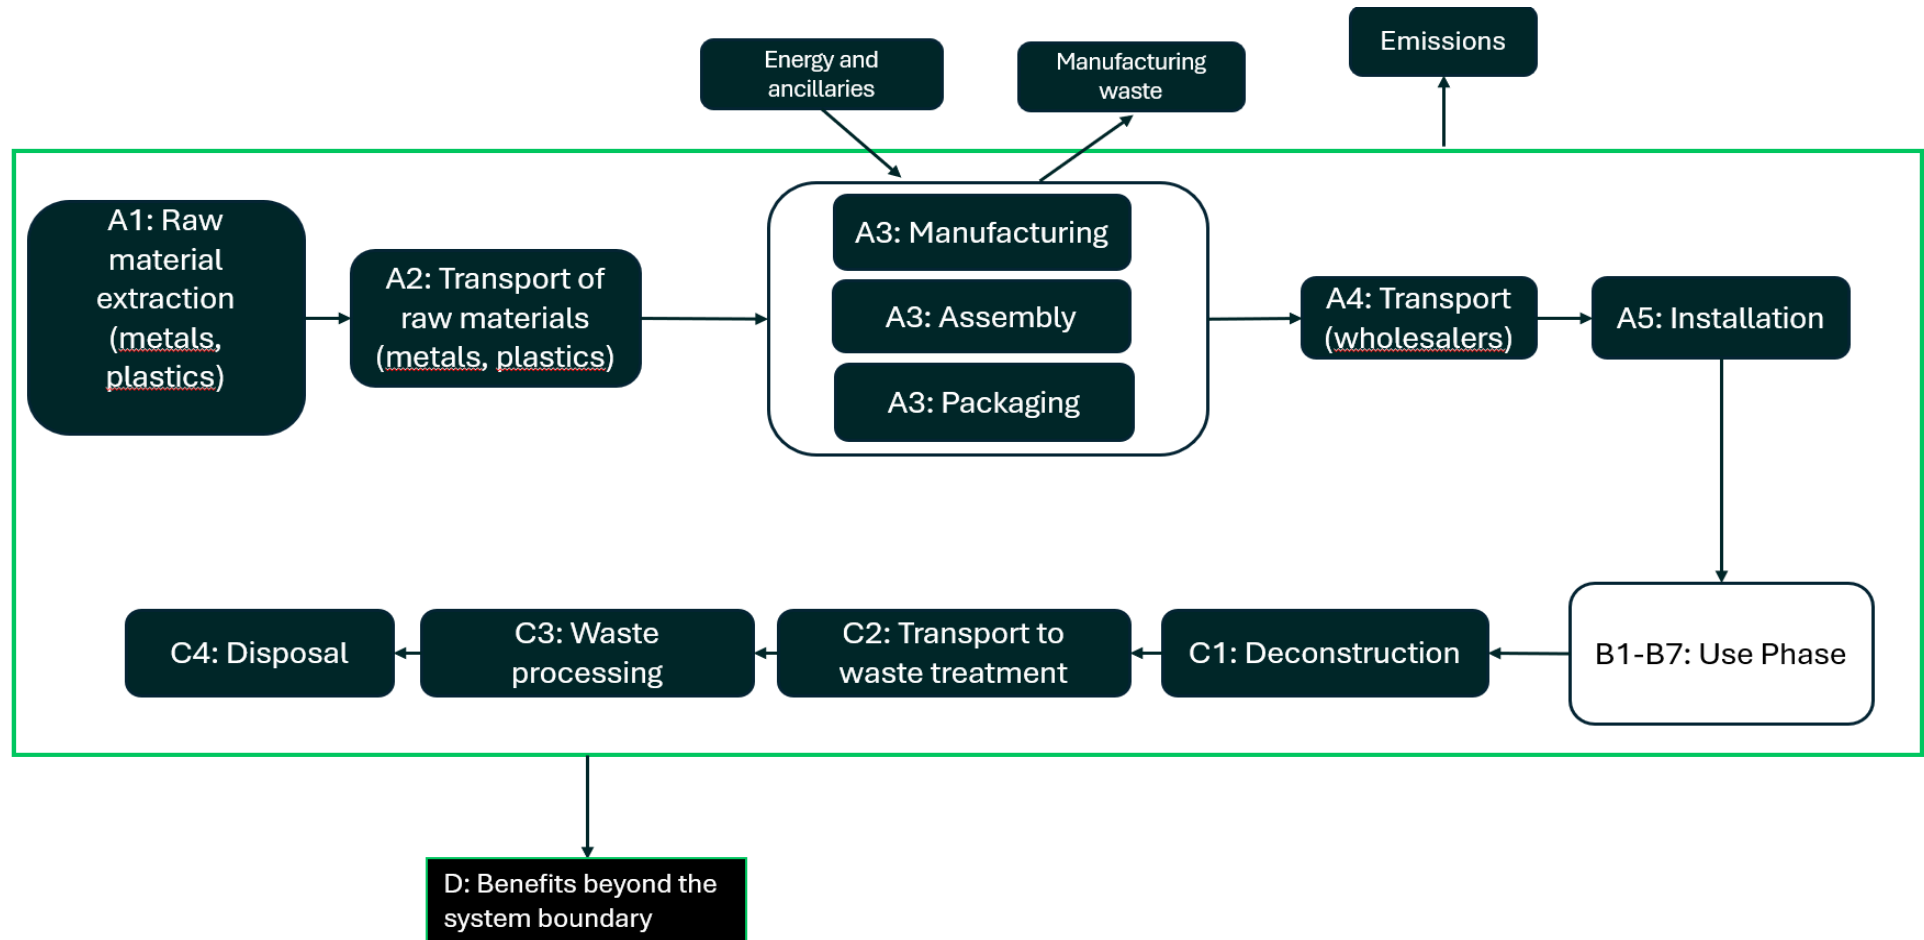 Energy and
ancillaries
Manufacturing
waste
Emissions
A1: Raw
material
extraction
(metals,
plastics)
A2: Transport of
raw materials
(metals, plastics)
A3: Manufacturing
A3: Assembly
A3: Packaging
A4: Transport
(wholesalers)
A5: Installation
B1-B7: Use Phase
C1: Deconstruction
C2: Transport to
waste treatment
C3: Waste
processing
C4: Disposal
D: Benefits beyond the
system boundary